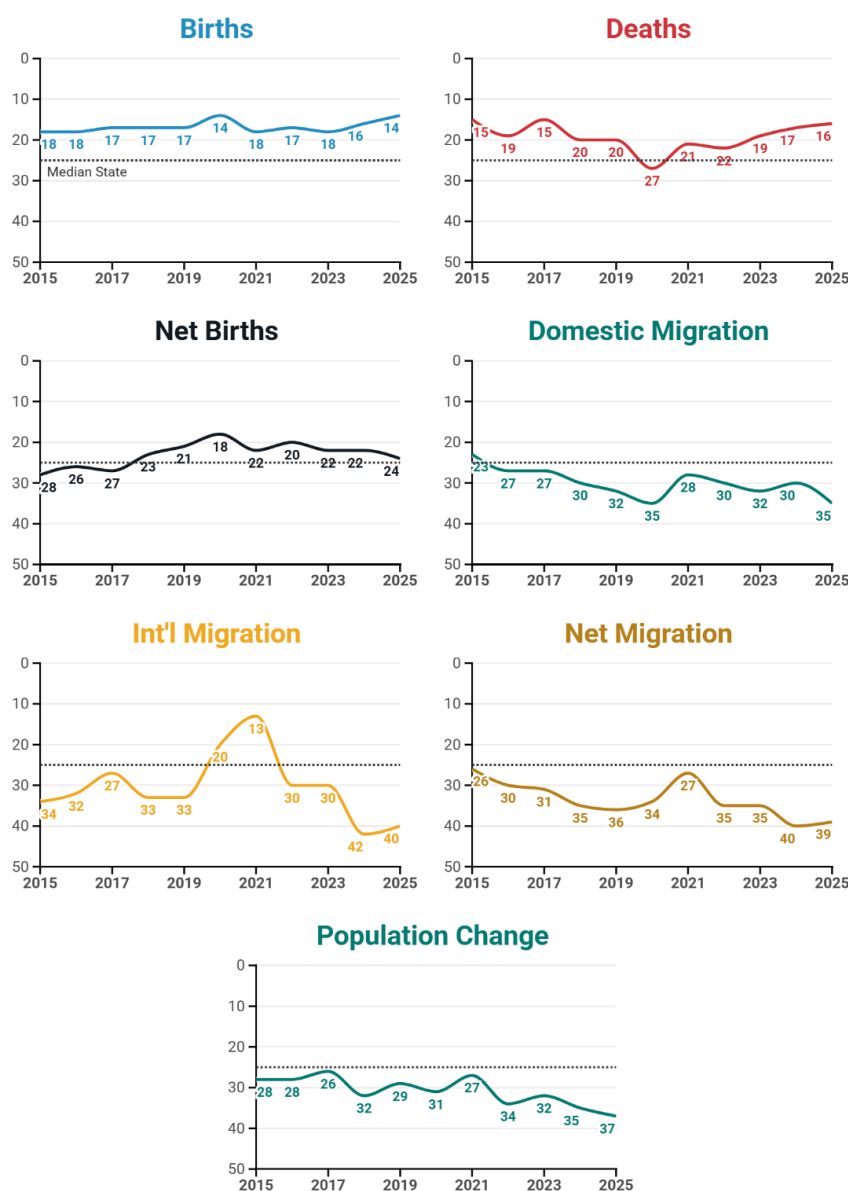 Births
0
10
20
30
40
50
18 18 17 17 17 14 18 17 18 16 14
Median State
2015 2017 2019 2021 2023 2025
Deaths
0
10
20
30
40
50
15 19 15 20 20 27 21 22 19 17 16
2015 2017 2019 2021 2023 2025
Net Births
0
10
20
30
40
50
28 26 27 23 21 18 22 20 22 22 24
2015 2017 2019 2021 2023 2025
Domestic Migration
0
10
20
30
40
50
23 27 27 30 32 35 28 30 32 30 35
2015 2017 2019 2021 2023 2025
Int'l Migration
0
10
20
30
40
50
34 32 27 33 33 20 13 30 30 42 40
2015 2017 2019 2021 2023 2025
Net Migration
0
10
20
30
40
50
26 30 31 35 36 34 27 35 35 40 39
2015 2017 2019 2021 2023 2025
Population Change
0
10
20
30
40
50
28 28 26 32 29 31 27 34 32 35 37
2015 2017 2019 2021 2023 2025